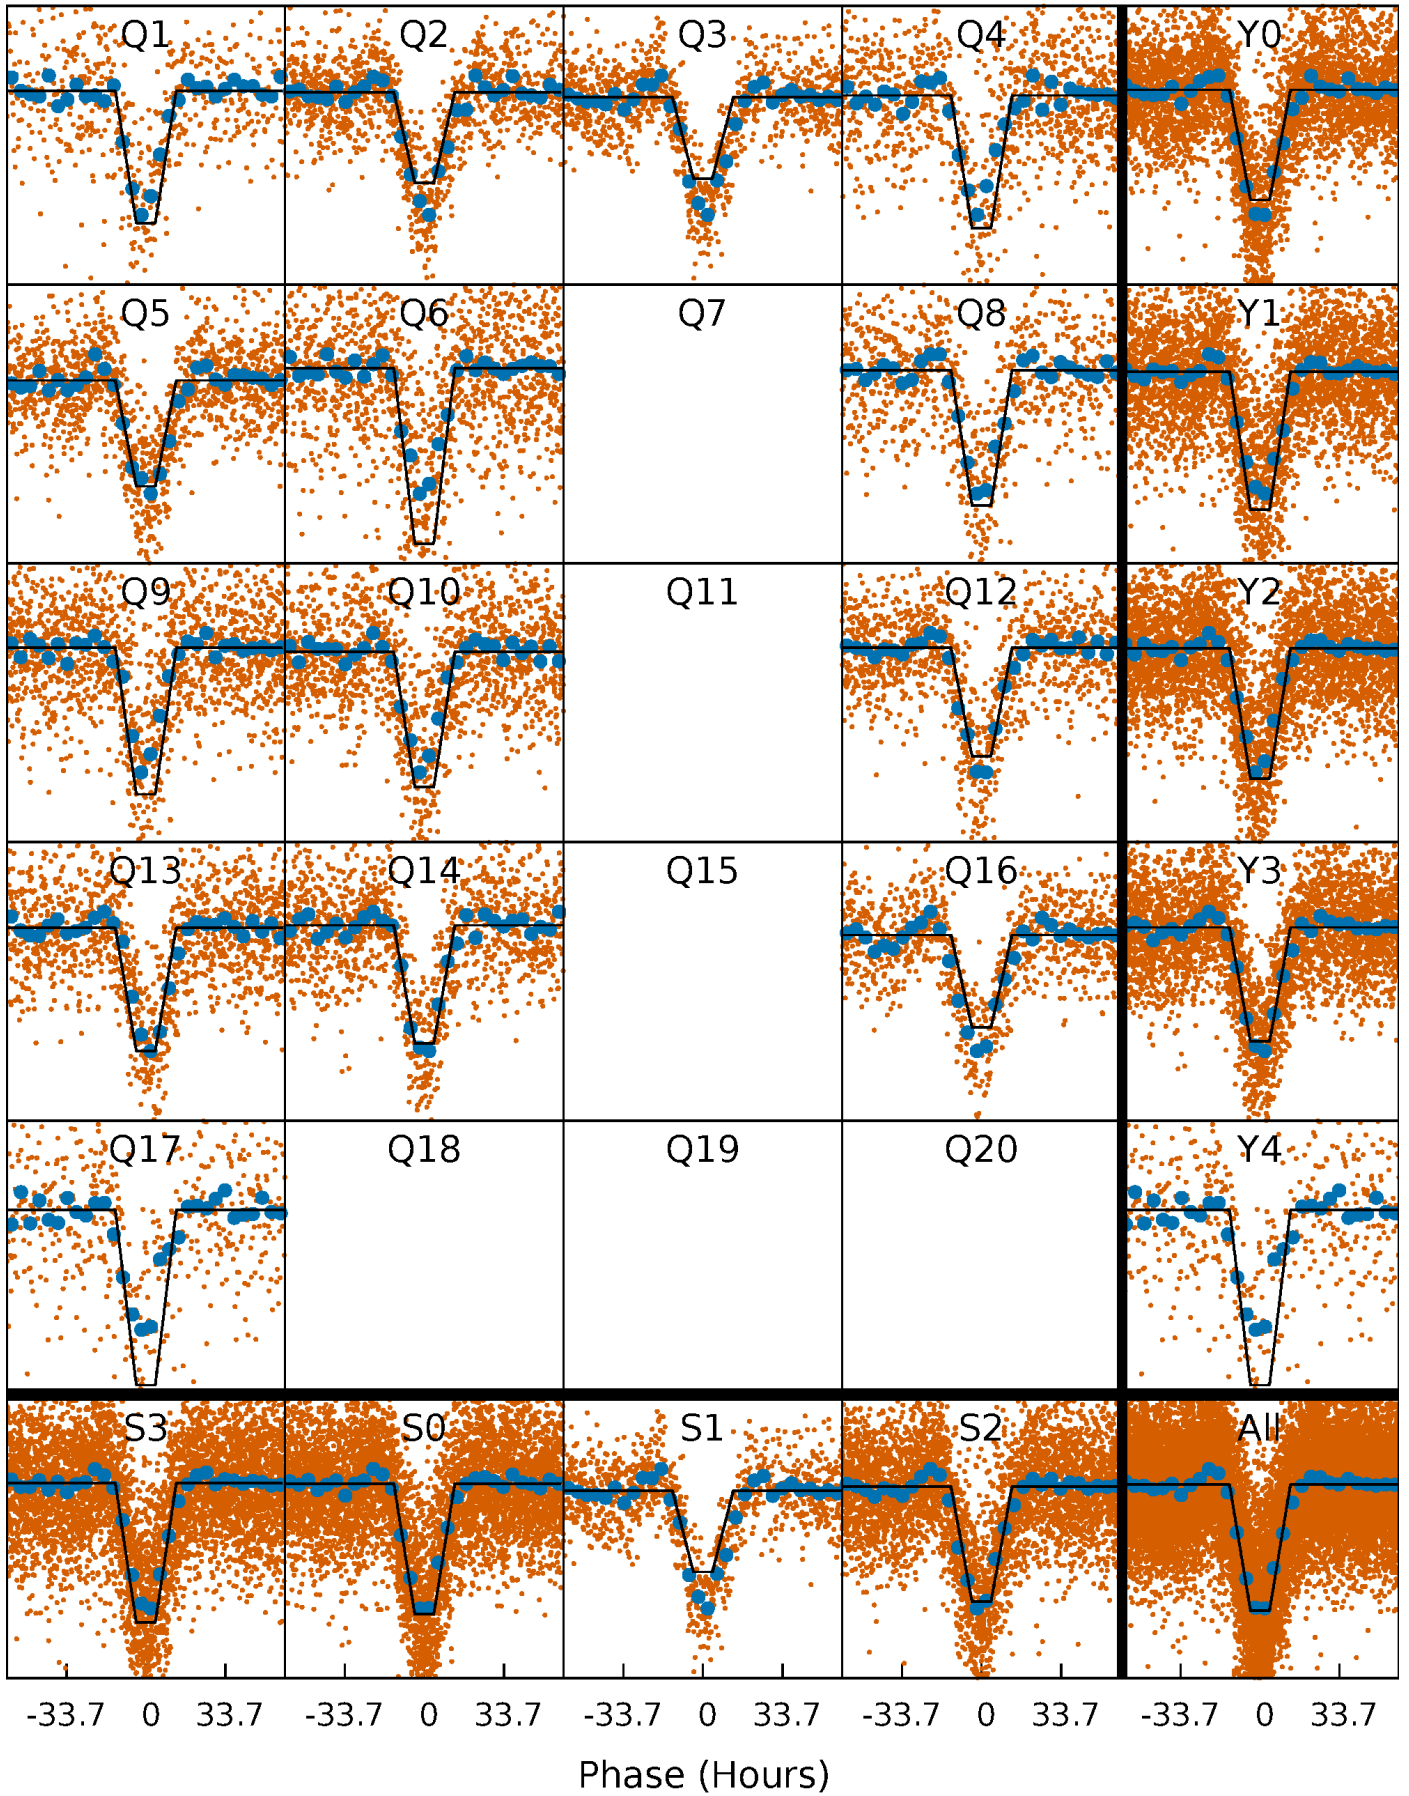 Q1 Q2 Q3 Q4 Y0
Q5 Q6 Q7 Q8 Y1
Q9 Q10 Q11 Q12 Y2
Q13 Q14 Q15 Q16 Y3
Q17 Q18 Q19 Q20 Y4
S3 S0 S1 S2 All
-33.7 0 33.7 -33.7 0 33.7 -33.7 0 33.7 -33.7 0 33.7 -33.7 0 33.7
Phase (Hours)